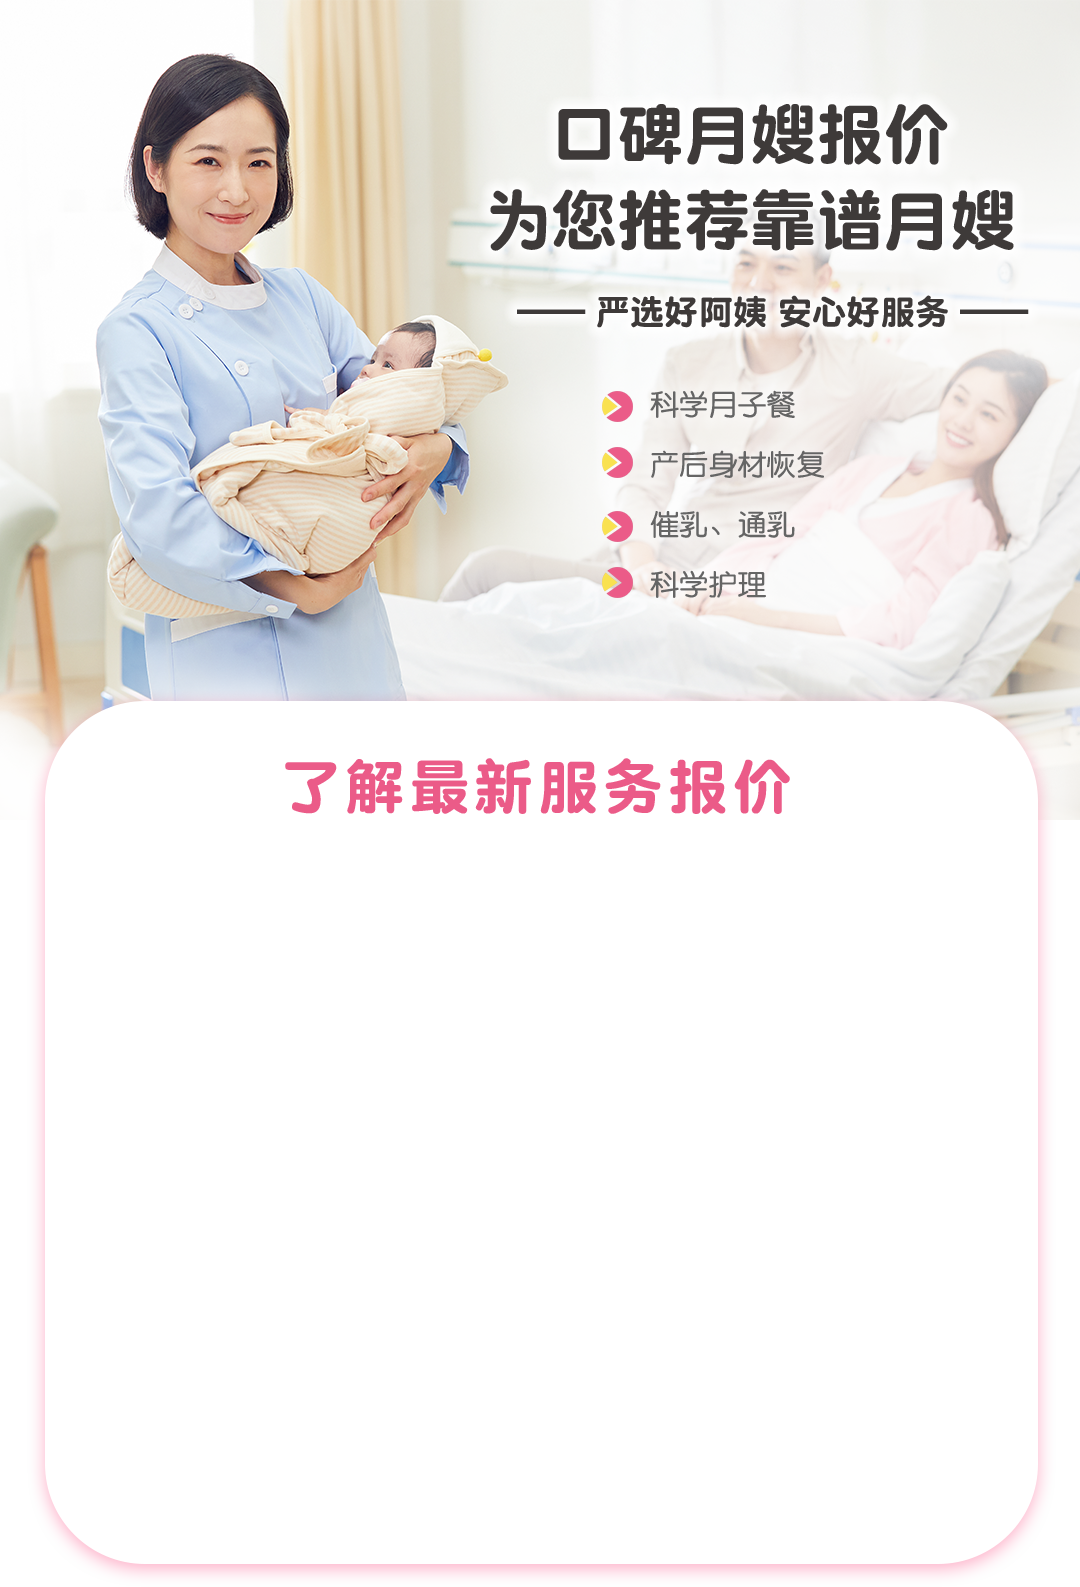 口碑月嫂报价
为您推荐靠谱月嫂
严选好阿姨 安心好服务
科学月子餐
产后身材恢复
催乳、通乳
科学护理
了解最新服务报价